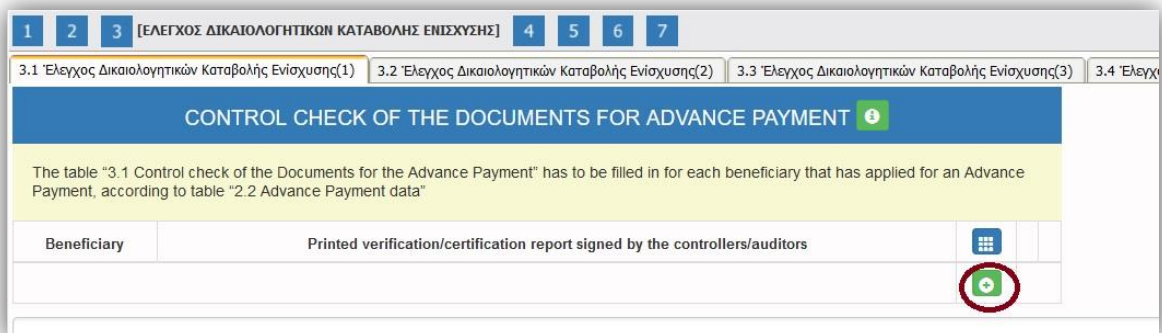 1 2 3 [ΕΛΕΓΧΟΣ ΔΙΚΑΙΟΛΟΓΗΤΙΚΩΝ ΚΑΤΑΒΟΛΗΣ ΕΝΙΣΧΥΣΗΣ] 4 5 6 7
3.1 Έλεγχος Δικαιολογητικών Καταβολής Ενίσχυσης(1) 3.2 Έλεγχος Δικαιολογητικών Καταβολής Ενίσχυσης(2) 3.3 Έλεγχος Δικαιολογητικών Καταβολής Ενίσχυσης(3) 3.4 Έλεγχ
CONTROL CHECK OF THE DOCUMENTS FOR ADVANCE PAYMENT
The table “3.1 Control check of the Documents for the Advance Payment” has to be filled in for each beneficiary that has applied for an Advance
Payment, according to table “2.2 Advance Payment data”
Beneficiary Printed verification/certification report signed by the controllers/auditors